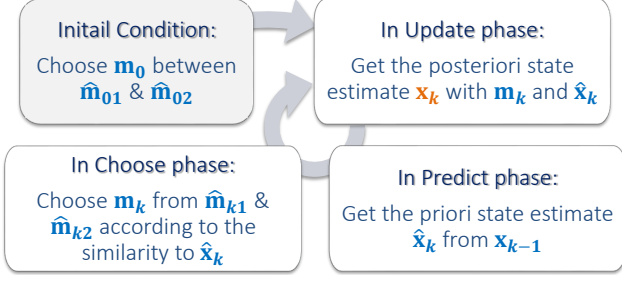 Initail Condition:
Choose m₀ between
m̂₀₁ & m̂₀₂
In Update phase:
Get the posteriori state
estimate xₖ with mₖ and x̂ₖ
In Choose phase:
Choose mₖ from m̂ₖ₁ &
m̂ₖ₂ according to the
similarity to x̂ₖ
In Predict phase:
Get the priori state estimate
x̂ₖ from xₖ₋₁